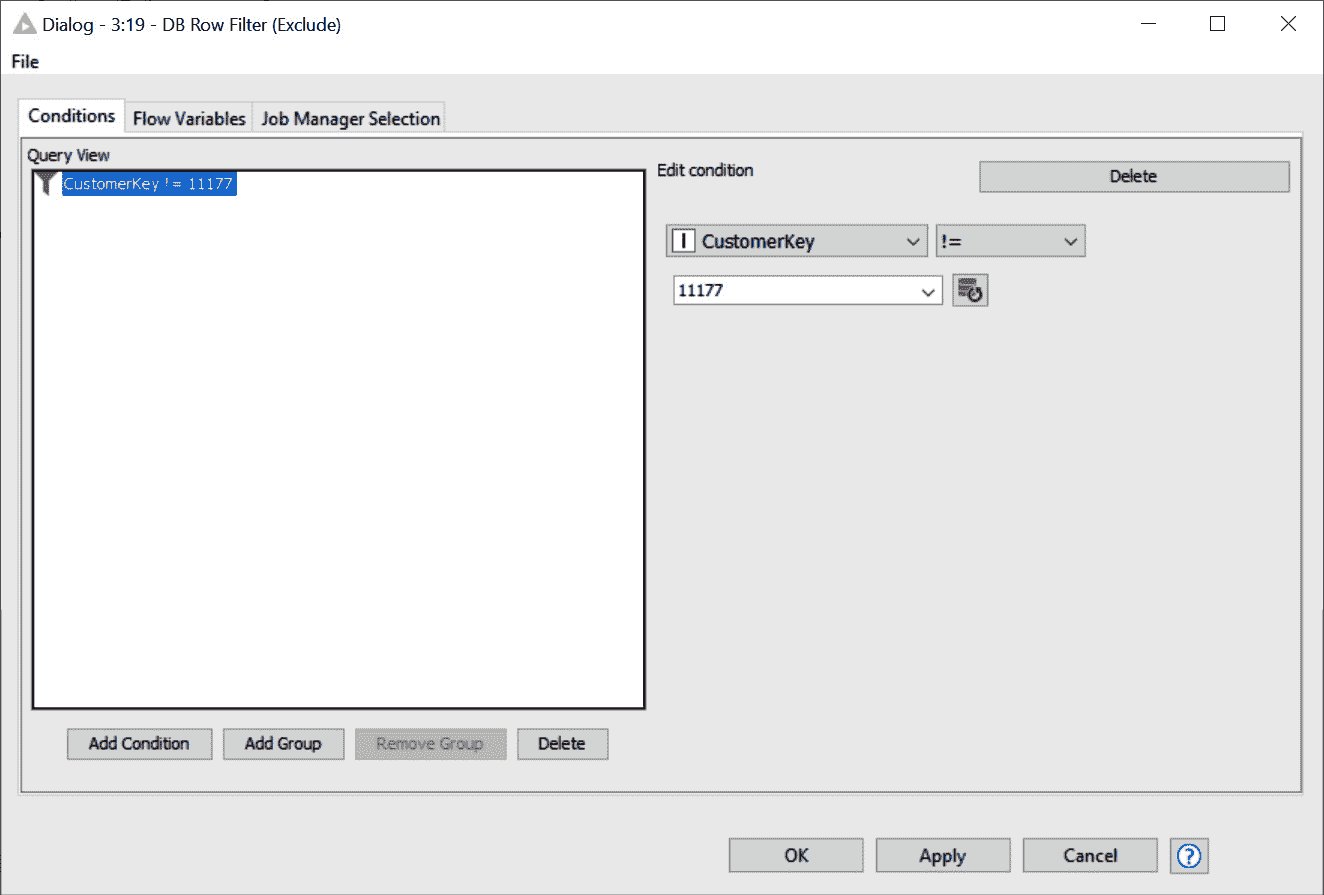 Dialog - 3:19 - DB Row Filter (Exclude)
File
Conditions Flow Variables Job Manager Selection
Query View
CustomerKey != 11177
Edit condition
Delete
I CustomerKey !=
11177
Add Condition Add Group Remove Group Delete
OK Apply Cancel ?